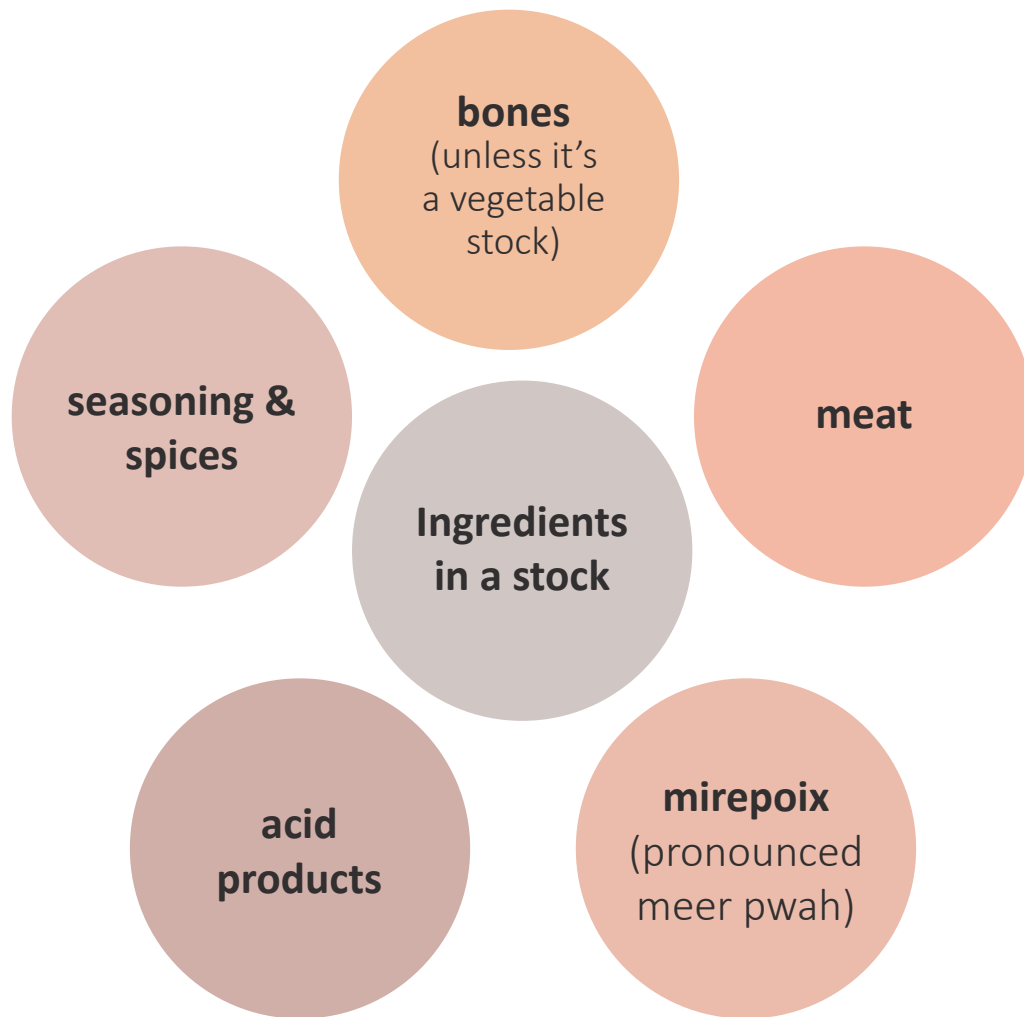 bones
(unless it’s
a vegetable
stock)
seasoning &
spices
meat
Ingredients
in a stock
acid
products
mirepoix
(pronounced
meer pwah)